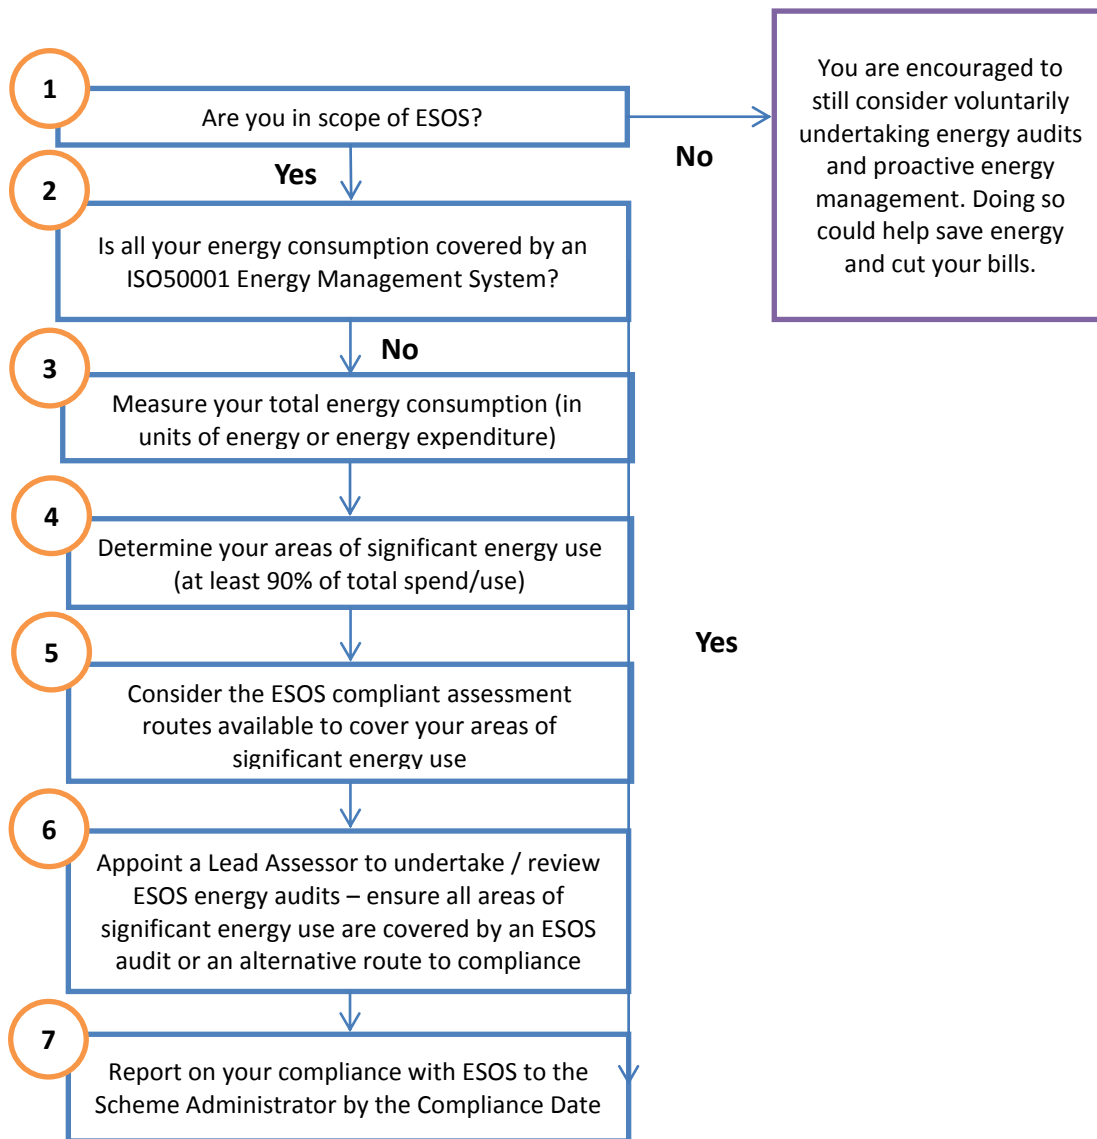 1
Are you in scope of ESOS?
You are encouraged to
still consider voluntarily
undertaking energy audits
and proactive energy
management. Doing so
could help save energy
and cut your bills.
No
Yes
2
Is all your energy consumption covered by an
ISO50001 Energy Management System?
No
3
Measure your total energy consumption (in
units of energy or energy expenditure)
4
Determine your areas of significant energy use
(at least 90% of total spend/use)
Yes
5
Consider the ESOS compliant assessment
routes available to cover your areas of
significant energy use
6
Appoint a Lead Assessor to undertake / review
ESOS energy audits – ensure all areas of
significant energy use are covered by an ESOS
audit or an alternative route to compliance
7
Report on your compliance with ESOS to the
Scheme Administrator by the Compliance Date